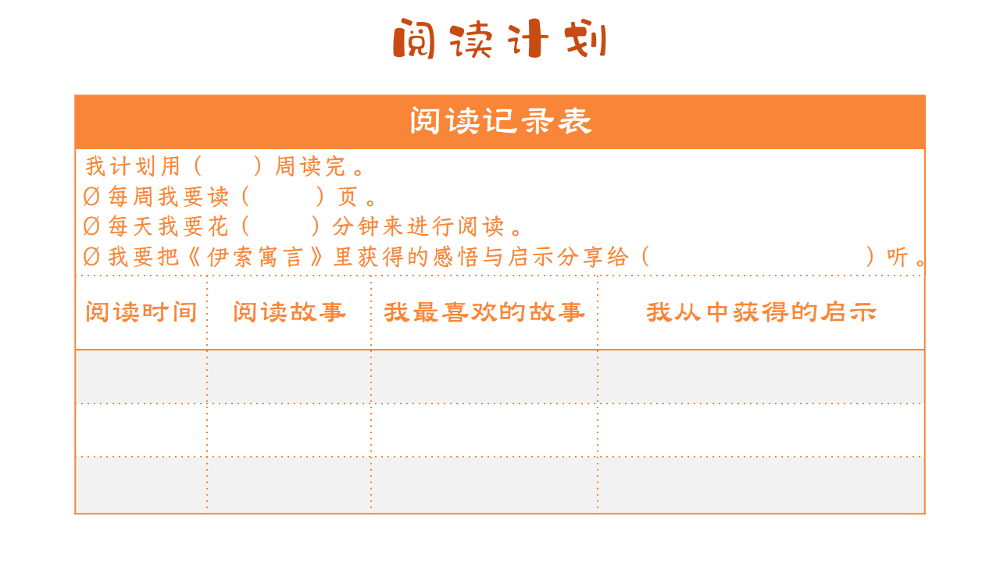 阅读计划
阅读记录表
我计划用（ ）周读完。
Ø 每周我要读（ ）页。
Ø 每天我要花（ ）分钟来进行阅读。
Ø 我要把《伊索寓言》里获得的感悟与启示分享给（ ）听。
阅读时间 阅读故事 我最喜欢的故事 我从中获得的启示